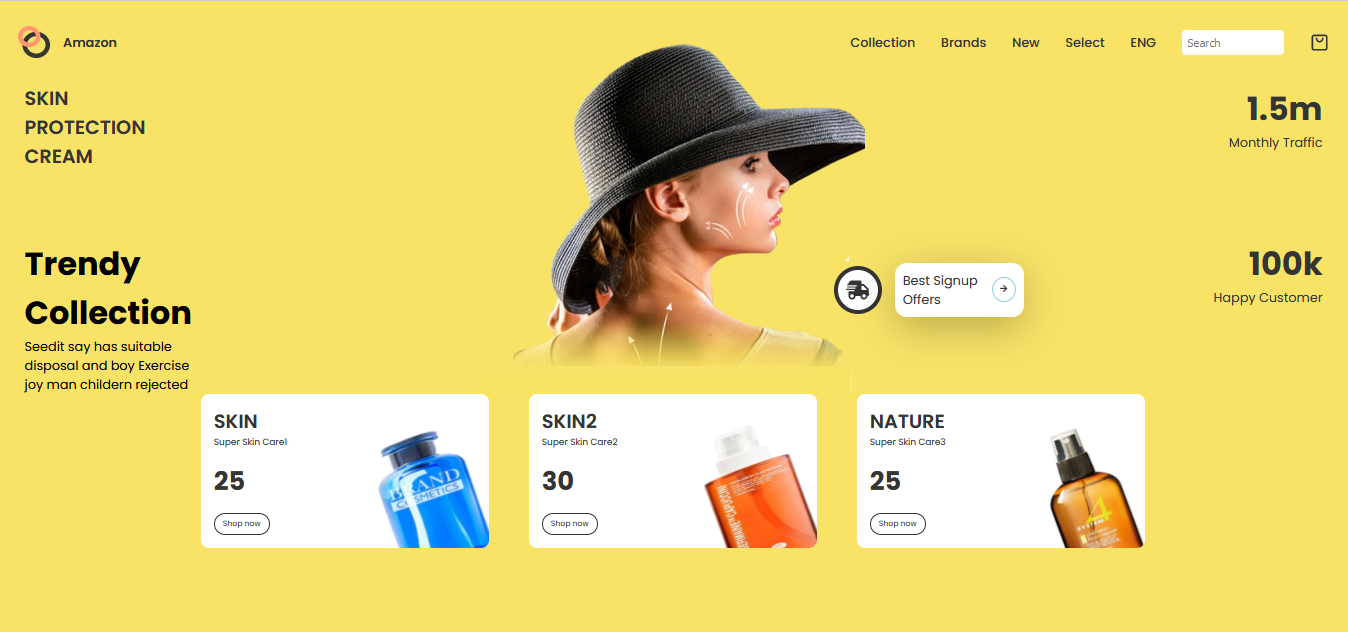 Amazon
Collection
Brands
New
Select
ENG
Search
SKIN
PROTECTION
CREAM
1.5m
Monthly Traffic
Trendy
Collection
Seedit say has suitable
disposal and boy Exercise
joy man childern rejected
Best Signup
Offers
100k
Happy Customer
SKIN
Super Skin Care1
25
Shop now
BRAND
COSMETICS
SKIN2
Super Skin Care2
30
Shop now
NATURE
Super Skin Care3
25
Shop now
4
SYSTEM